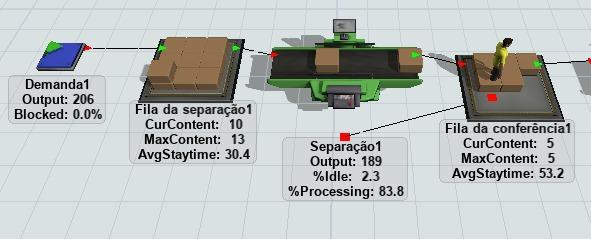 Demanda1
Output: 206
Blocked: 0.0%
Fila da separação1
CurContent: 10
MaxContent: 13
AvgStaytime: 30.4
Separação1
Output: 189
%Idle: 2.3
%Processing: 83.8
Fila da conferência1
CurContent: 5
MaxContent: 5
AvgStaytime: 53.2